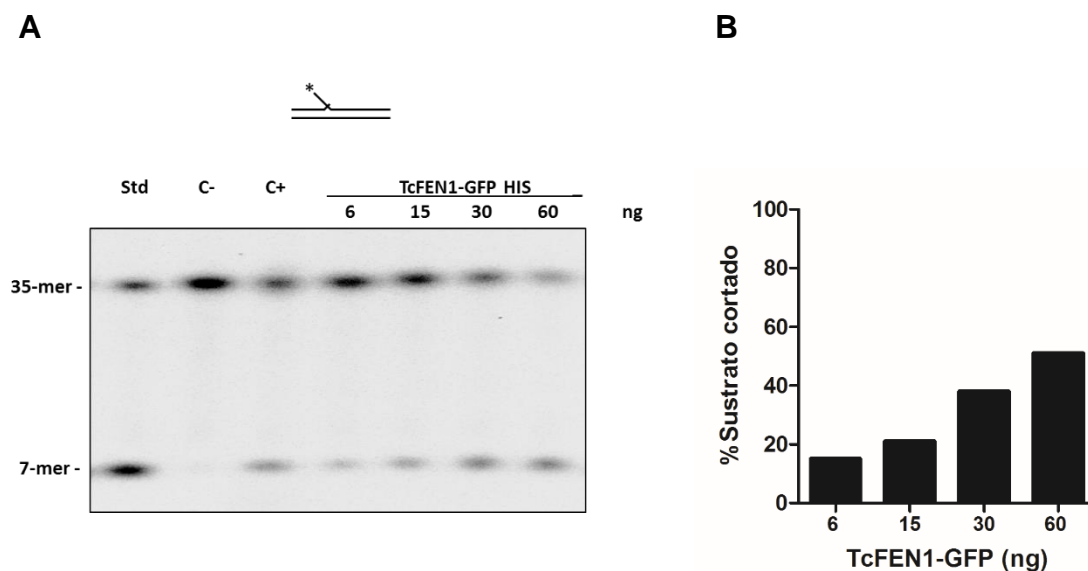 A
B
*
Std C- C+ TcFEN1-GFP HIS
6 15 30 60 ng
35-mer -
7-mer -
% Sustrato cortado
100
80
60
40
20
0
6 15 30 60
TcFEN1-GFP (ng)